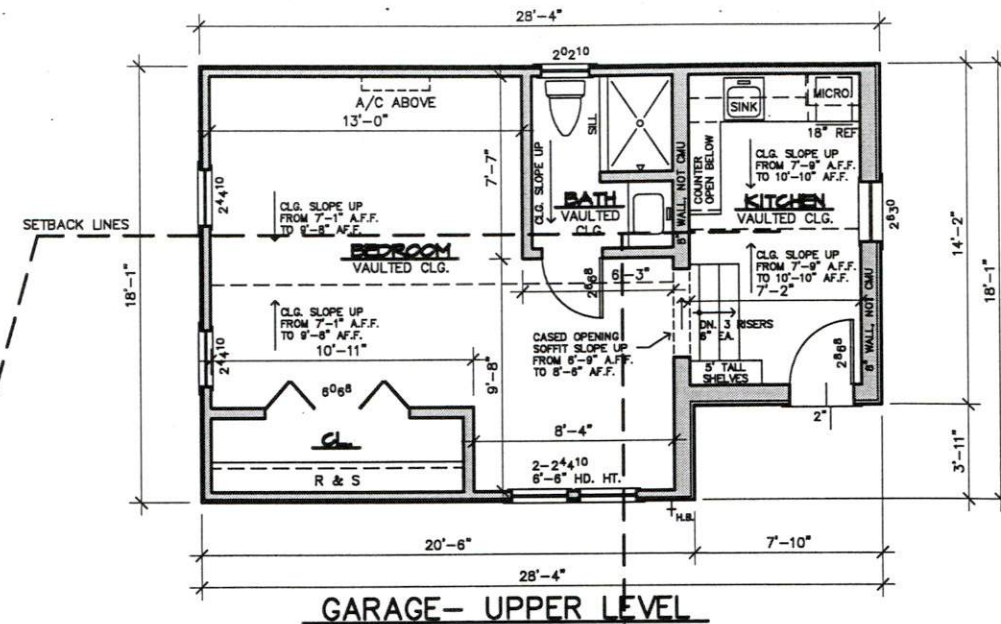 28'-4"
2⁰2¹⁰
A/C ABOVE
13'-0"
SILL
SINK
MICRO
18" REF
CLG. SLOPE UP
7'-7"
COUNTER
OPEN BELOW
8" WALL, NOT CMU
CLG. SLOPE UP
FROM 7'-9" A.F.F.
TO 10'-10" A.F.F.
BATH
VAULTED
CLG.
KITCHEN
VAULTED CLG.
2⁴4¹⁰
CLG. SLOPE UP
FROM 7'-1" A.F.F.
TO 9'-8" A.F.F.
SETBACK LINES
BEDROOM
VAULTED CLG.
2⁸3⁰
14'-2"
18'-1"
18'-1"
CLG. SLOPE UP
FROM 7'-9" A.F.F.
TO 10'-10" A.F.F.
7'-2"
6'-3"
2⁶6⁸
CLG. SLOPE UP
FROM 7'-1" A.F.F.
TO 9'-8" A.F.F.
10'-11"
2⁴4¹⁰
CASED OPENING
SOFFIT SLOPE UP
FROM 6'-9" A.F.F.
TO 8'-6" A.F.F.
DN. 3 RISERS
6" EA.
8" WALL, NOT CMU
9'-8"
5' TALL
SHELVES
2⁸6⁸
6⁰6⁸
2"
CL.
8'-4"
3'-11"
R & S
2-2⁴4¹⁰
6'-6" HD. HT.
H.B.
20'-6"
7'-10"
28'-4"
GARAGE- UPPER LEVEL